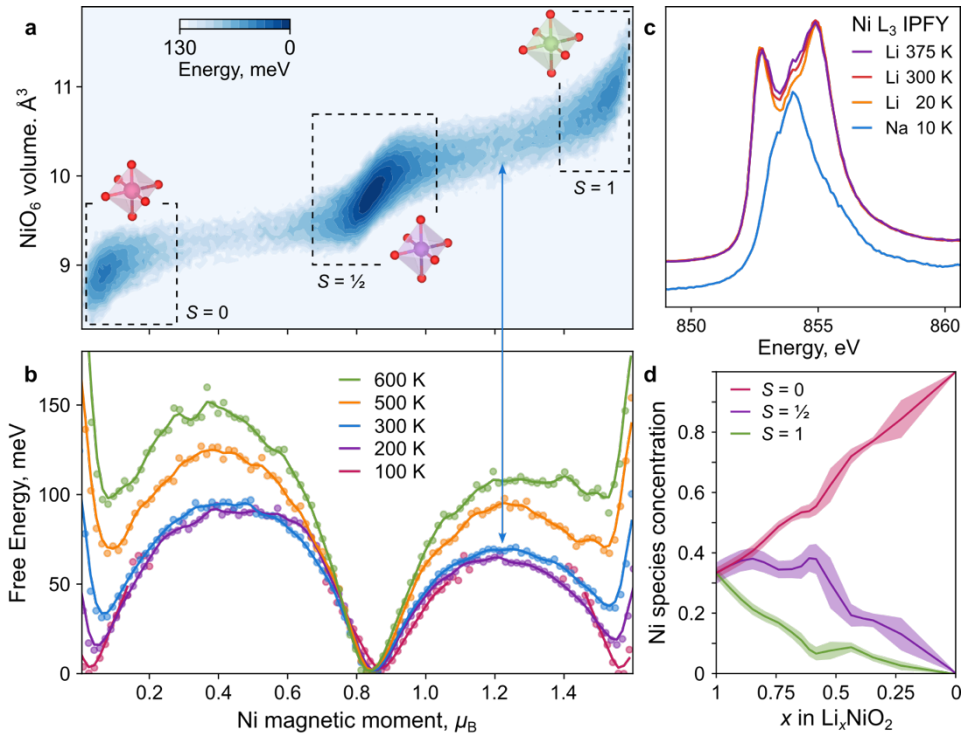 a
130
0
Energy, meV
NiO6 volume. Å³
11
10
9
S = 0
S = ½
S = 1
b
Free Energy, meV
150
100
50
0
600 K
500 K
300 K
200 K
100 K
0.2
0.4
0.6
0.8
1.0
1.2
1.4
Ni magnetic moment, μB
c
Ni L3 IPFY
Li 375 K
Li 300 K
Li 20 K
Na 10 K
850
855
860
Energy, eV
d
Ni species concentration
S = 0
S = ½
S = 1
0.8
0.6
0.4
0.2
0
1
0.75
0.5
0.25
0
x in LixNiO2